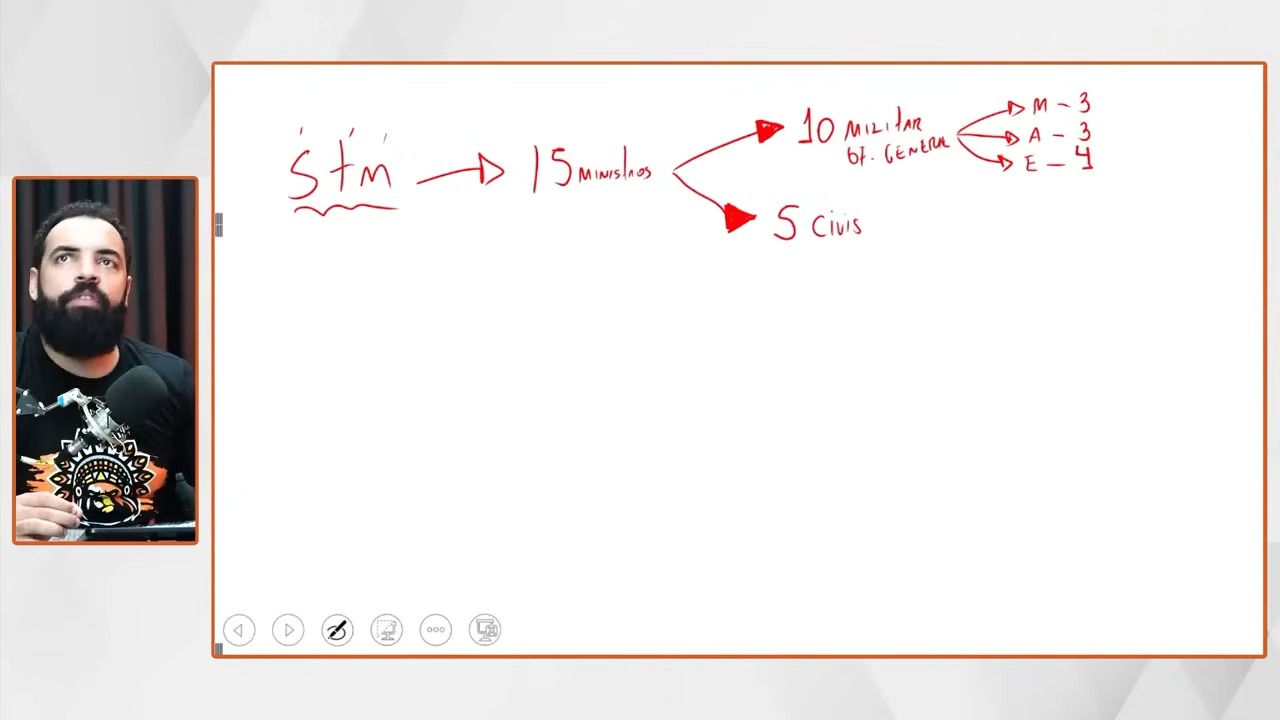 STM → 15 MINISTROS
10 MILITAR
OF. GENERAL
M - 3
A - 3
E - 4
5 CIVIS